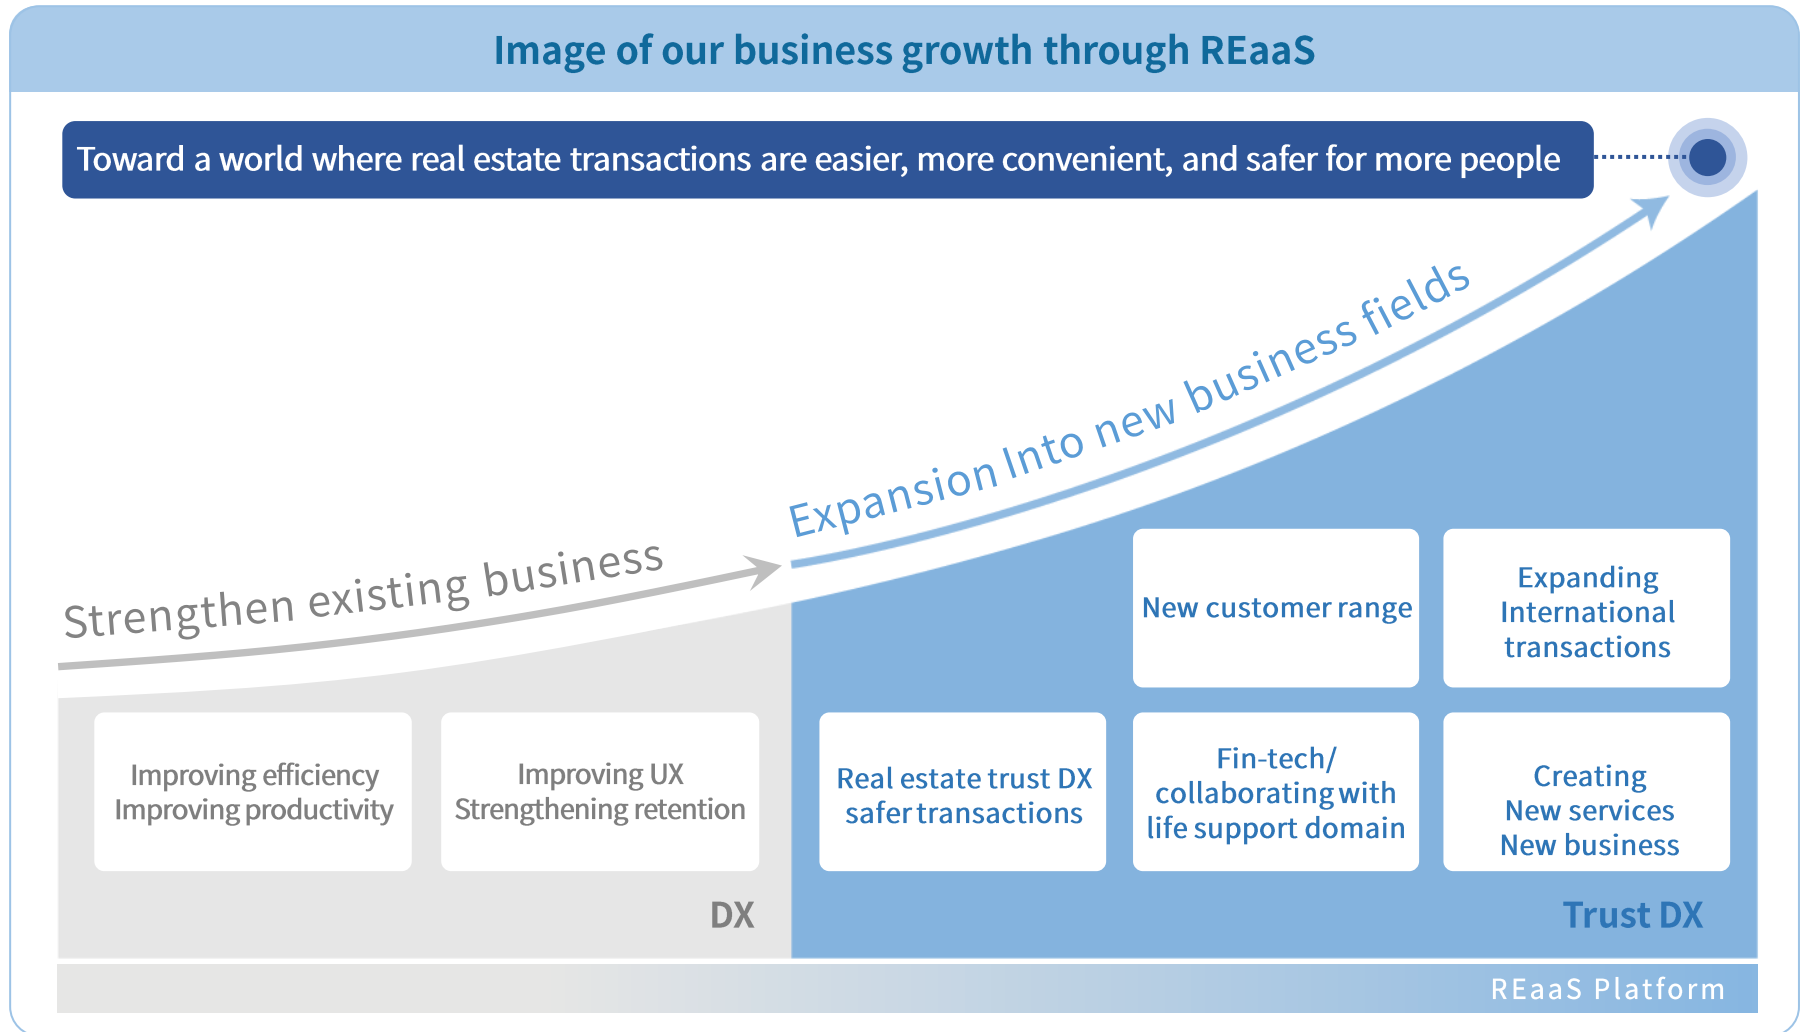 Image of our business growth through REaaS
Toward a world where real estate transactions are easier, more convenient, and safer for more people
Expansion Into new business fields
Strengthen existing business
New customer range
Expanding
International
transactions
Improving efficiency
Improving productivity
Improving UX
Strengthening retention
Real estate trust DX
safer transactions
Fin-tech/
collaborating with
life support domain
Creating
New services
New business
DX
Trust DX
REaaS Platform